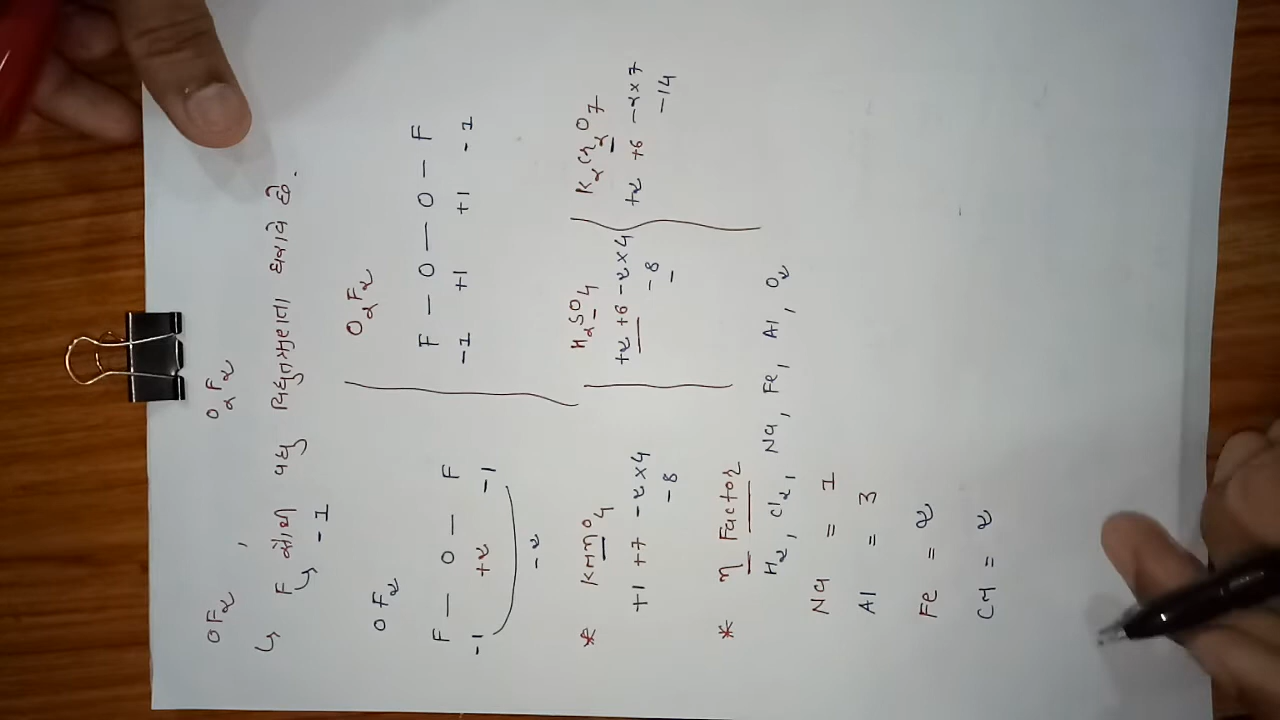 OF₂ , O₂F₂
↳ F સૌથી વધુ વિદ્યુતઋણતા ધરાવે છે.
↳ -1
OF₂
F — O — F
-1 +2 -1
-2
O₂F₂
F — O — O — F
-1 +1 +1 -1
* KMnO₄
+1 +7 -2×4
-8
H₂SO₄
+2 +6 -2×4
-8
K₂Cr₂O₇
+2 +6 -2×7
-14
* n Factor
H₂, Cl₂, Na, Fe, Al, O₂
Na = 1
Al = 3
Fe = 2
Cu = 2